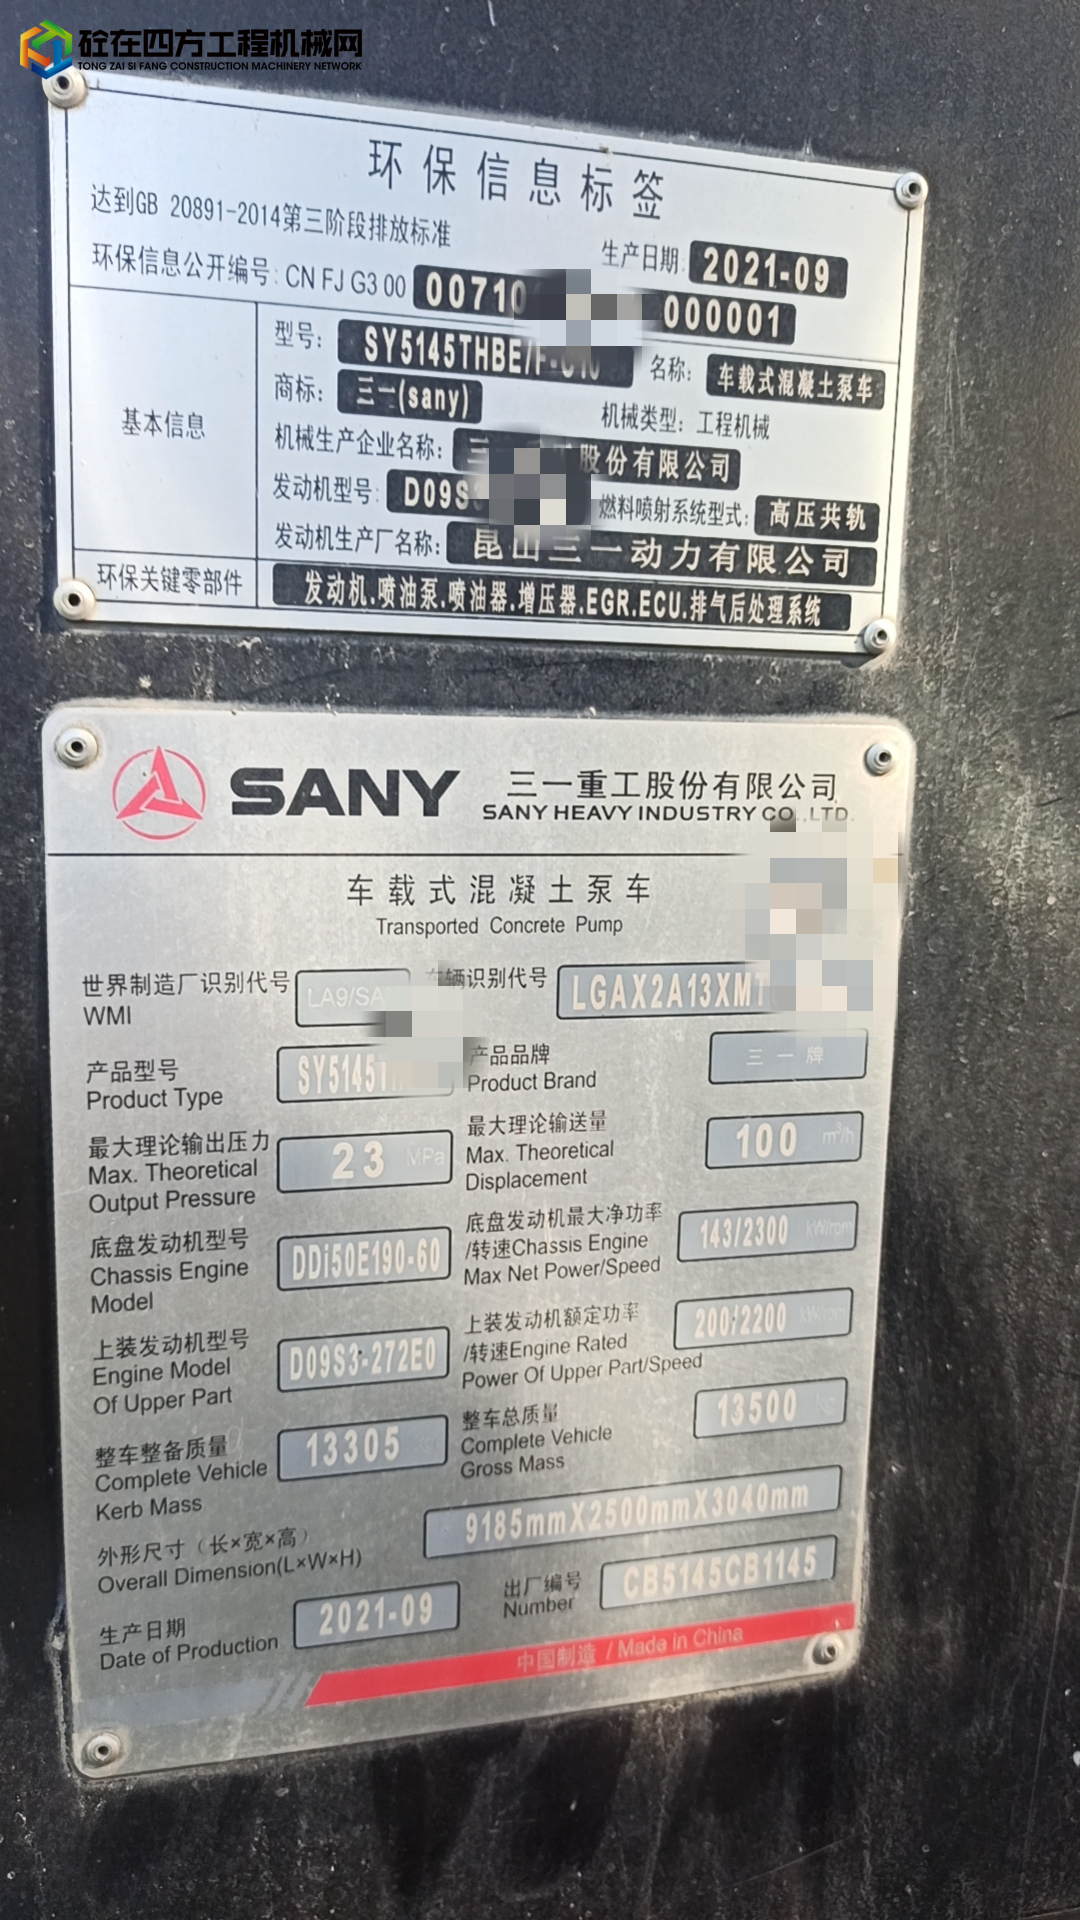 砼在四方工程机械网
TONG ZAI SI FANG CONSTRUCTION MACHINERY NETWORK
环保信息标签
达到GB 20891-2014第三阶段排放标准
生产日期: 2021-09
环保信息公开编号: CN FJ G3 00 00710 000001
基本信息
型号: SY5145THBE/F-C10 名称: 车载式混凝土泵车
商标: 三一(sany) 机械类型: 工程机械
机械生产企业名称: 三 股份有限公司
发动机型号: D09S 燃料喷射系统型式: 高压共轨
发动机生产厂名称: 昆山三一动力有限公司
环保关键零部件 发动机.喷油泵.喷油器.增压器.EGR.ECU.排气后处理系统
SANY 三一重工股份有限公司
SANY HEAVY INDUSTRY CO.,LTD.
车载式混凝土泵车
Transported Concrete Pump
世界制造厂识别代号 LA9/SA 车辆识别代号 LGAX2A13XMT
WMI
产品型号 SY5145T 产品品牌 三一牌
Product Type Product Brand
最大理论输出压力 23 MPa 最大理论输送量 100 m³/h
Max. Theoretical Max. Theoretical
Output Pressure Displacement
底盘发动机型号 DDi50E190-60 底盘发动机最大净功率 143/2300 kW/rpm
Chassis Engine /转速Chassis Engine
Model Max Net Power/Speed
上装发动机型号 D09S3-272E0 上装发动机额定功率 200/2200 kW/rpm
Engine Model /转速Engine Rated
Of Upper Part Power Of Upper Part/Speed
整车整备质量 13305 整车总质量 13500
Complete Vehicle Complete Vehicle
Kerb Mass Gross Mass
外形尺寸（长×宽×高） 9185mmX2500mmX3040mm
Overall Dimension(L×W×H)
生产日期 2021-09 出厂编号 CB5145CB1145
Date of Production Number
中国制造 / Made in China